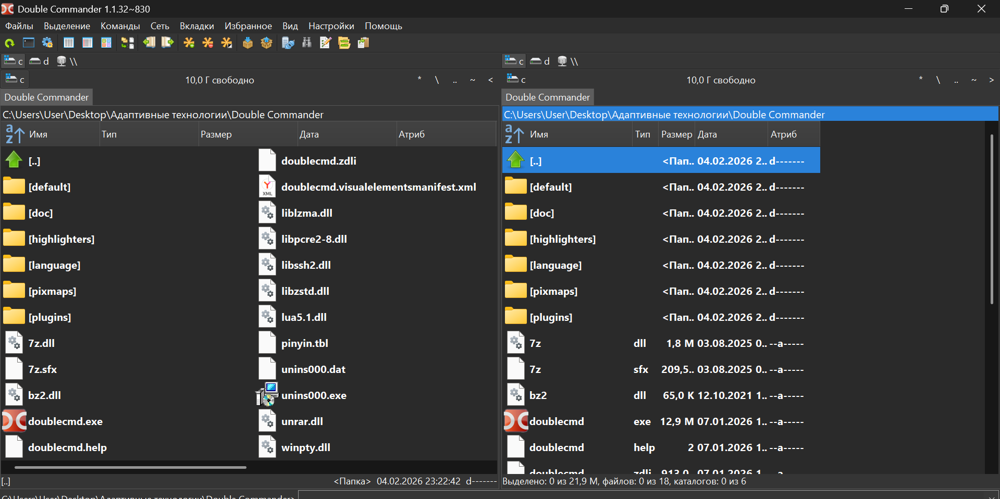 Double Commander 1.1.32~830
Файлы Выделение Команды Сеть Вкладки Избранное Вид Настройки Помощь
c d \\
c 10,0 Г свободно * \ .. ~ <
Double Commander
C:\Users\User\Desktop\Адаптивные технологии\Double Commander
Имя Тип Размер Дата Атриб
[..]
[default]
[doc]
[highlighters]
[language]
[pixmaps]
[plugins]
7z.dll
7z.sfx
bz2.dll
doublecmd.exe
doublecmd.help
doublecmd.zdli
doublecmd.visualelementsmanifest.xml
liblzma.dll
libpcre2-8.dll
libssh2.dll
libzstd.dll
lua5.1.dll
pinyin.tbl
unins000.dat
unins000.exe
unrar.dll
winpty.dll
[..] <Папка> 04.02.2026 23:22:42 d-------
c d \\
c 10,0 Г свободно * \ .. ~ >
Double Commander
C:\Users\User\Desktop\Адаптивные технологии\Double Commander
Имя Тип Размер Дата Атриб
[..] <Пап.. 04.02.2026 2.. d-------
[default] <Пап.. 04.02.2026 2.. d-------
[doc] <Пап.. 04.02.2026 2.. d-------
[highlighters] <Пап.. 04.02.2026 2.. d-------
[language] <Пап.. 04.02.2026 2.. d-------
[pixmaps] <Пап.. 04.02.2026 2.. d-------
[plugins] <Пап.. 04.02.2026 2.. d-------
7z dll 1,8 М 03.08.2025 0.. --a-----
7z sfx 209,5.. 03.08.2025 0.. --a-----
bz2 dll 65,0 К 12.10.2021 1.. --a-----
doublecmd exe 12,9 М 07.01.2026 1.. --a-----
doublecmd help 2 07.01.2026 1.. --a-----
doublecmd zdli 913,0 07.01.2026 1
Выделено: 0 из 21,9 М, файлов: 0 из 18, каталогов: 0 из 6
C:\Users\User\Desktop\Адаптивные технологии\Double Commander>